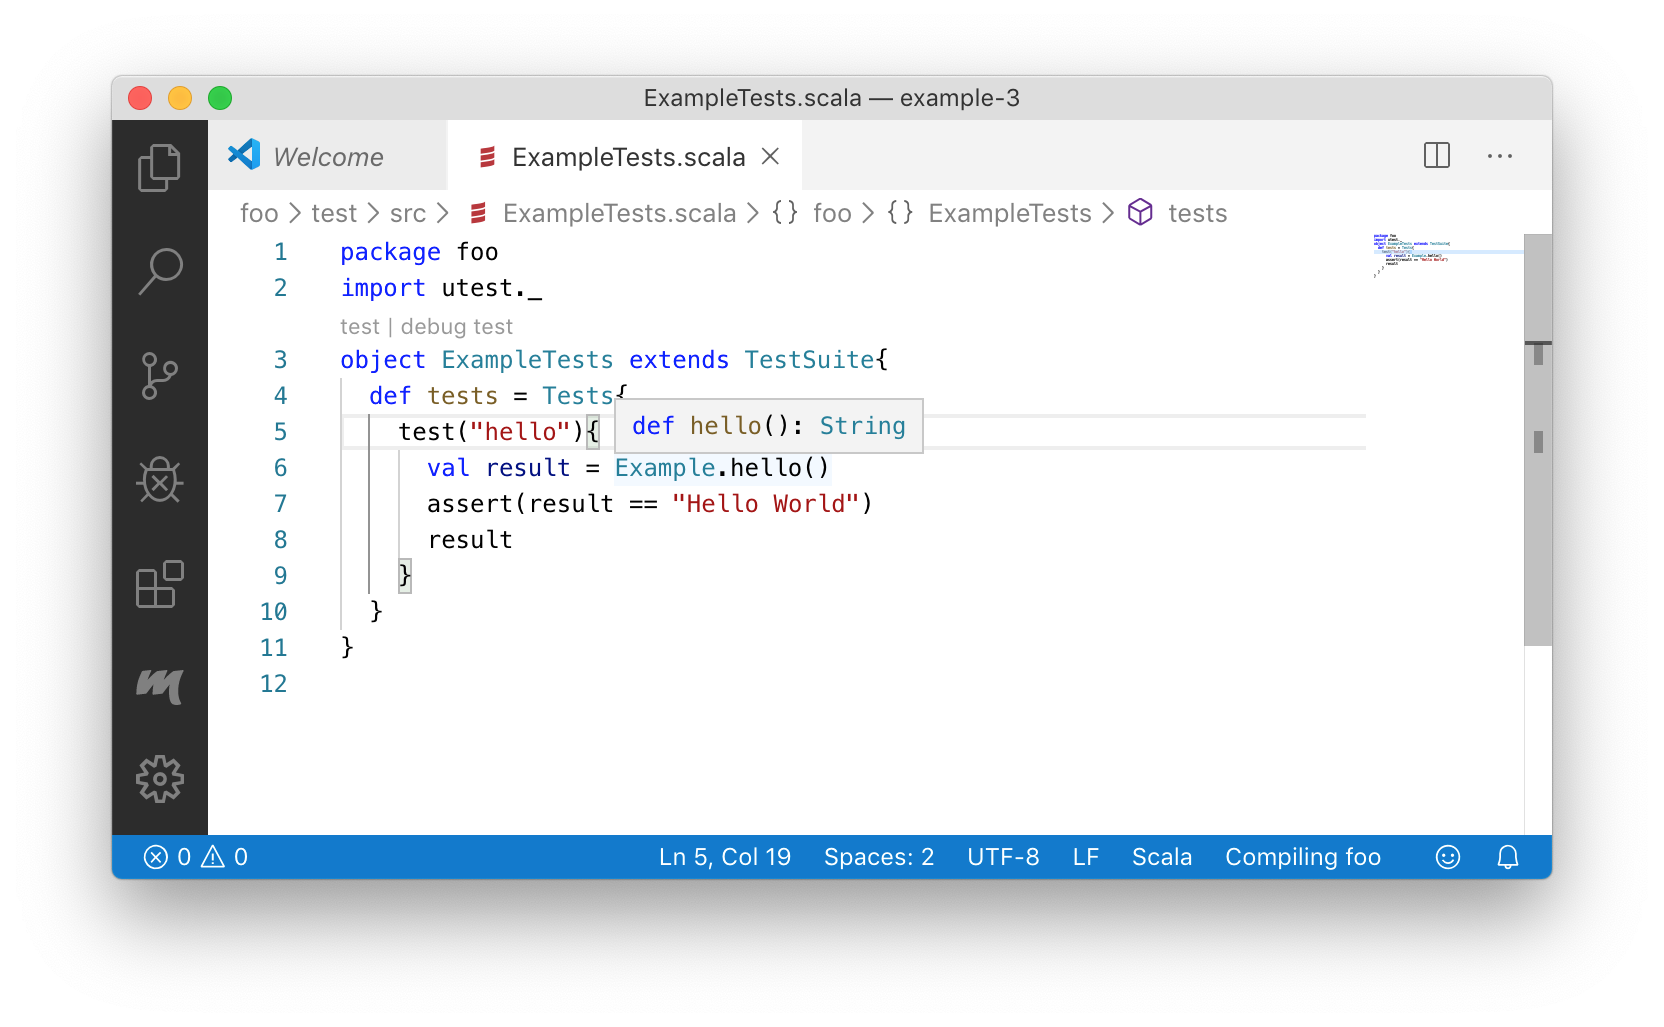 ExampleTests.scala — example-3
Welcome ExampleTests.scala
foo > test > src > ExampleTests.scala > {} foo > {} ExampleTests > tests
1 package foo
2 import utest._
test | debug test
3 object ExampleTests extends TestSuite{
4 def tests = Tests{
def hello(): String
5 test("hello"){
6 val result = Example.hello()
7 assert(result == "Hello World")
8 result
9 }
10 }
11 }
12
0 0 Ln 5, Col 19 Spaces: 2 UTF-8 LF Scala Compiling foo